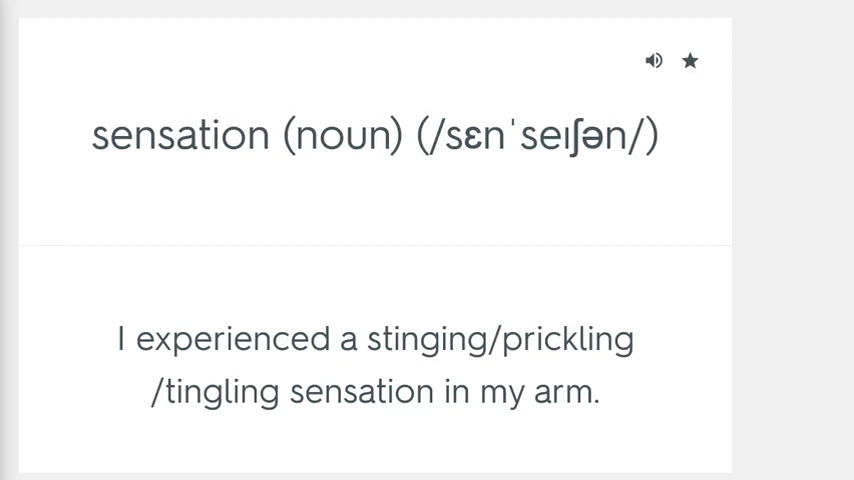 sensation (noun) (/sɛnˈseɪʃən/)
I experienced a stinging/prickling
/tingling sensation in my arm.